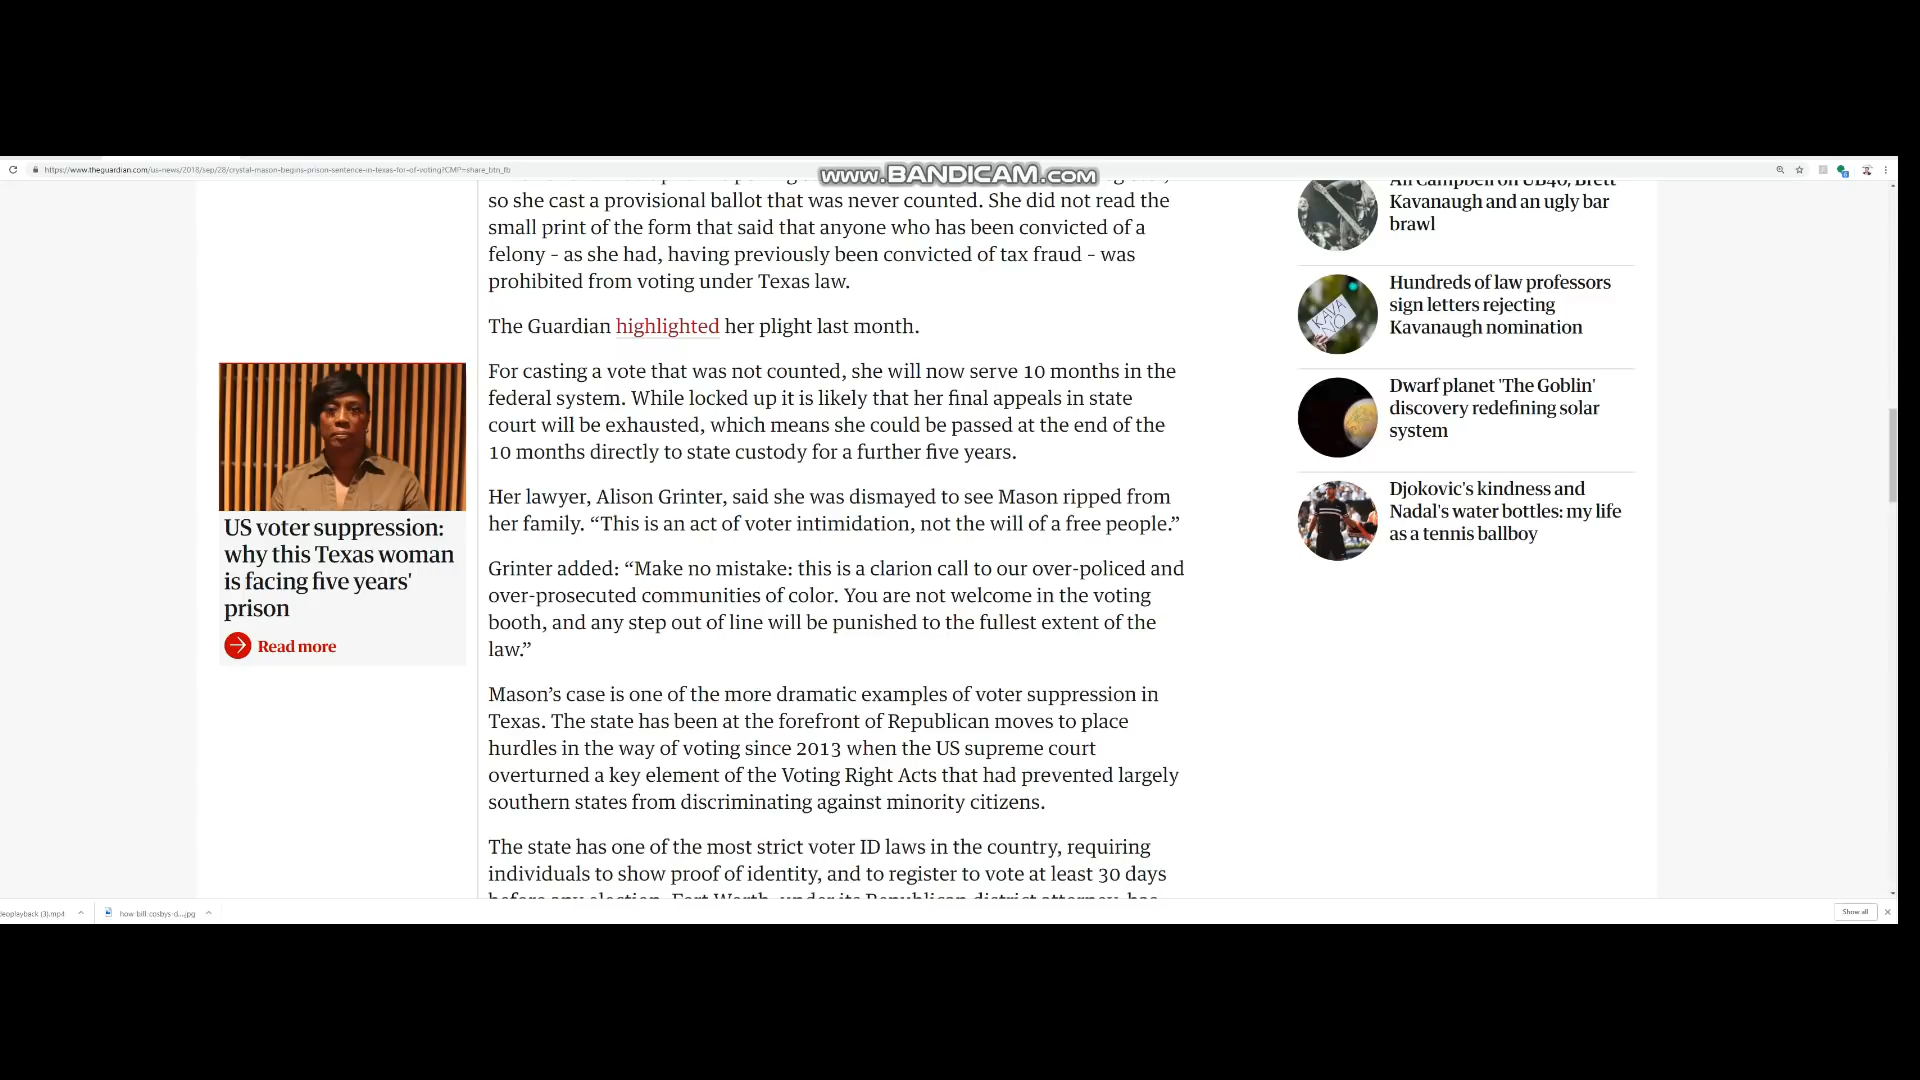 www.BANDICAM.com
https://www.theguardian.com/us-news/2018/sep/28/crystal-mason-begins-prison-sentence-in-texas-for-of-voting?CMP=share_btn_fb
so she cast a provisional ballot that was never counted. She did not read the
small print of the form that said that anyone who has been convicted of a
felony – as she had, having previously been convicted of tax fraud – was
prohibited from voting under Texas law.
The Guardian highlighted her plight last month.
For casting a vote that was not counted, she will now serve 10 months in the
federal system. While locked up it is likely that her final appeals in state
court will be exhausted, which means she could be passed at the end of the
10 months directly to state custody for a further five years.
Her lawyer, Alison Grinter, said she was dismayed to see Mason ripped from
her family. “This is an act of voter intimidation, not the will of a free people.”
Grinter added: “Make no mistake: this is a clarion call to our over-policed and
over-prosecuted communities of color. You are not welcome in the voting
booth, and any step out of line will be punished to the fullest extent of the
law.”
Mason’s case is one of the more dramatic examples of voter suppression in
Texas. The state has been at the forefront of Republican moves to place
hurdles in the way of voting since 2013 when the US supreme court
overturned a key element of the Voting Right Acts that had prevented largely
southern states from discriminating against minority citizens.
The state has one of the most strict voter ID laws in the country, requiring
individuals to show proof of identity, and to register to vote at least 30 days
before any election. Fort Worth, under its Republican district attorney, has
US voter suppression:
why this Texas woman
is facing five years'
prison
Read more
Ali Campbell on UB40, Brett
Kavanaugh and an ugly bar
brawl
KAVA
NO
Hundreds of law professors
sign letters rejecting
Kavanaugh nomination
Dwarf planet 'The Goblin'
discovery redefining solar
system
Djokovic's kindness and
Nadal's water bottles: my life
as a tennis ballboy
deoplayback (3).mp4
how-bill-cosbys-d....jpg
Show all